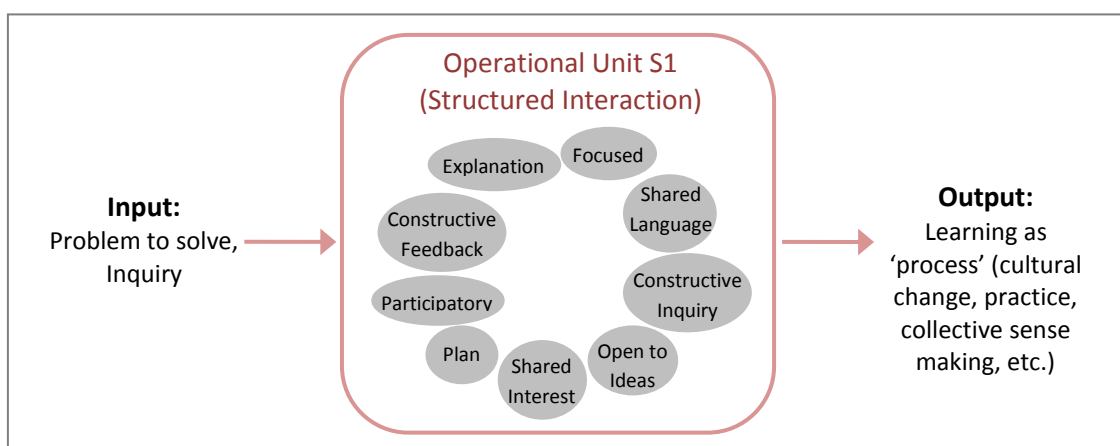 Operational Unit S1
(Structured Interaction)
Input:
Problem to solve,
Inquiry
Explanation
Focused
Shared
Language
Constructive
Feedback
Constructive
Inquiry
Participatory
Plan
Shared
Interest
Open to
Ideas
Output:
Learning as
‘process’ (cultural
change, practice,
collective sense
making, etc.)